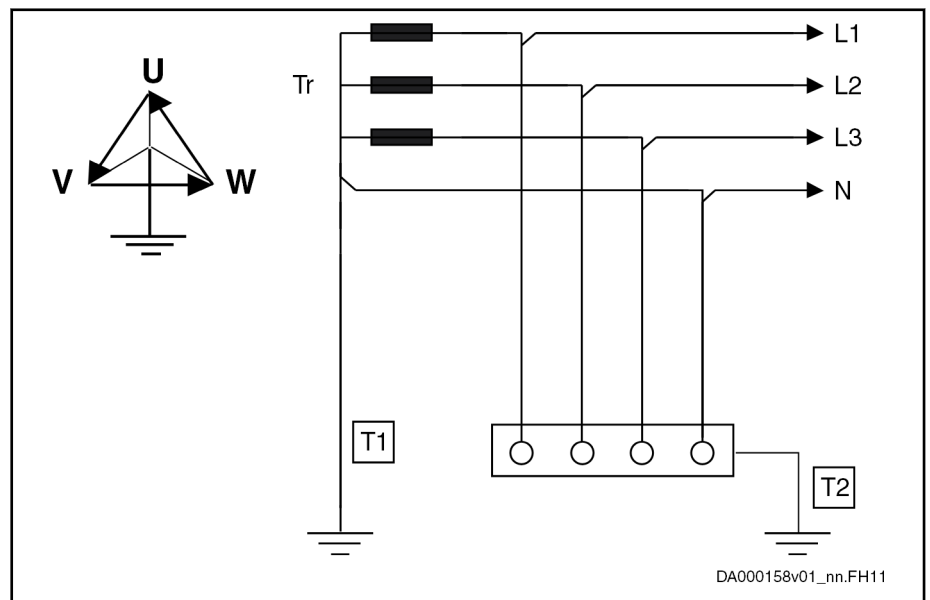 U
V
W
Tr
L1
L2
L3
N
T1
T2
DA000158v01_nn.FH11